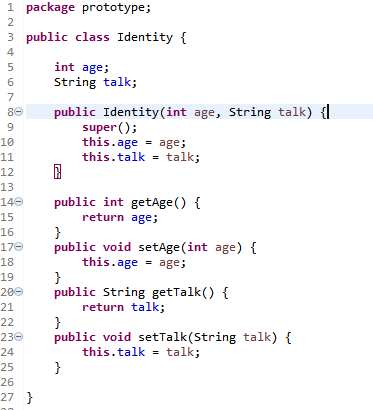 1 package prototype;
2
3 public class Identity {
4
5 int age;
6 String talk;
7
8 public Identity(int age, String talk) {
9 super();
10 this.age = age;
11 this.talk = talk;
12 }
13
14 public int getAge() {
15 return age;
16 }
17 public void setAge(int age) {
18 this.age = age;
19 }
20 public String getTalk() {
21 return talk;
22 }
23 public void setTalk(String talk) {
24 this.talk = talk;
25 }
26
27 }